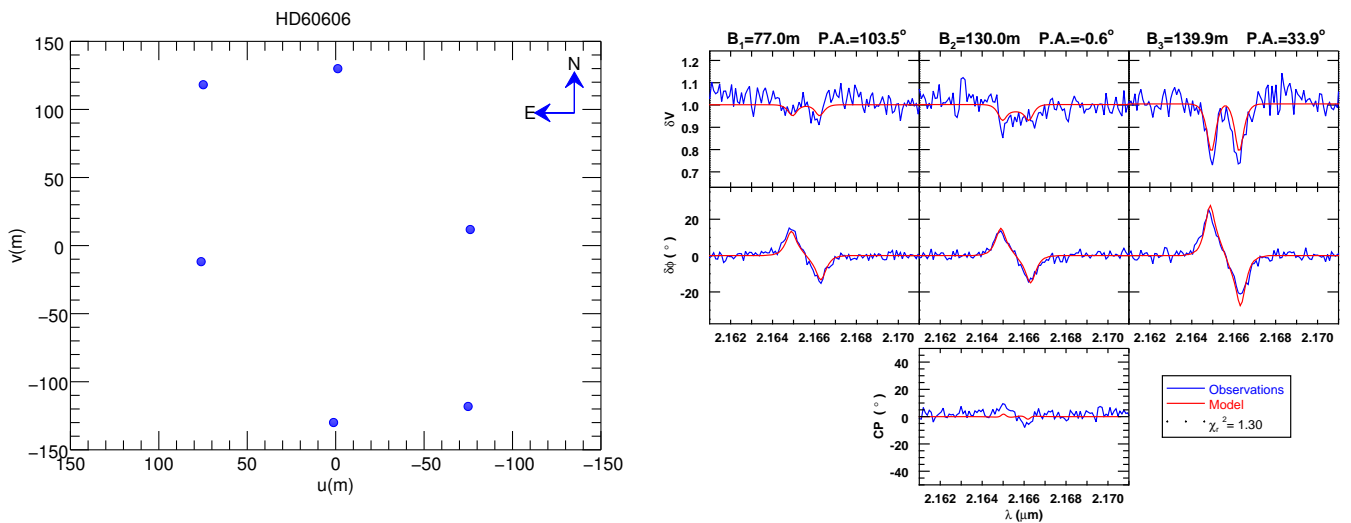 HD60606
150
100
50
0
−50
−100
−150
v(m)
N
E
150 100 50 0 −50 −100 −150
u(m)
B₁=77.0m P.A.=103.5° B₂=130.0m P.A.=-0.6° B₃=139.9m P.A.=33.9°
1.2
1.1
1.0
0.9
0.8
0.7
δV
20
0
-20
δϕ (°)
2.162 2.164 2.166 2.168 2.170 2.162 2.164 2.166 2.168 2.170 2.162 2.164 2.166 2.168 2.170
40
20
0
-20
-40
CP (°)
2.162 2.164 2.166 2.168 2.170
λ (μm)
Observations
Model
χᵣ²= 1.30